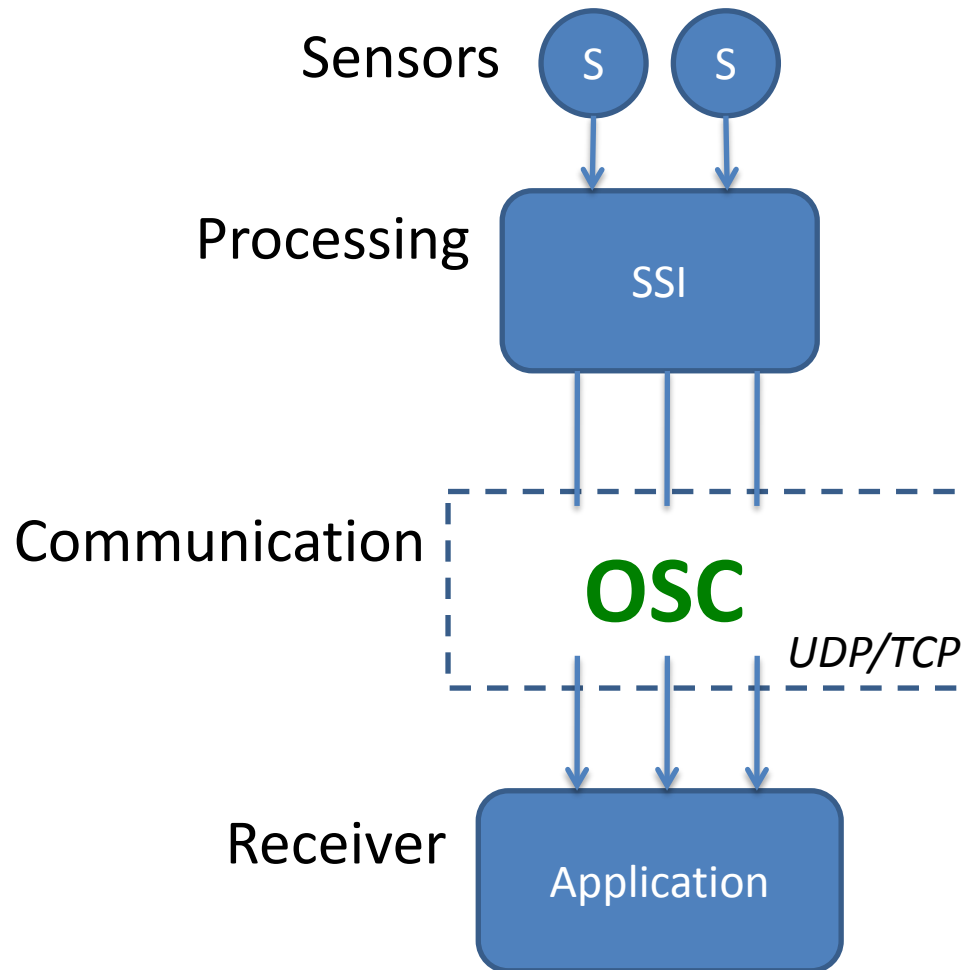 Sensors
S
S
Processing
SSI
Communication
OSC
UDP/TCP
Receiver
Application